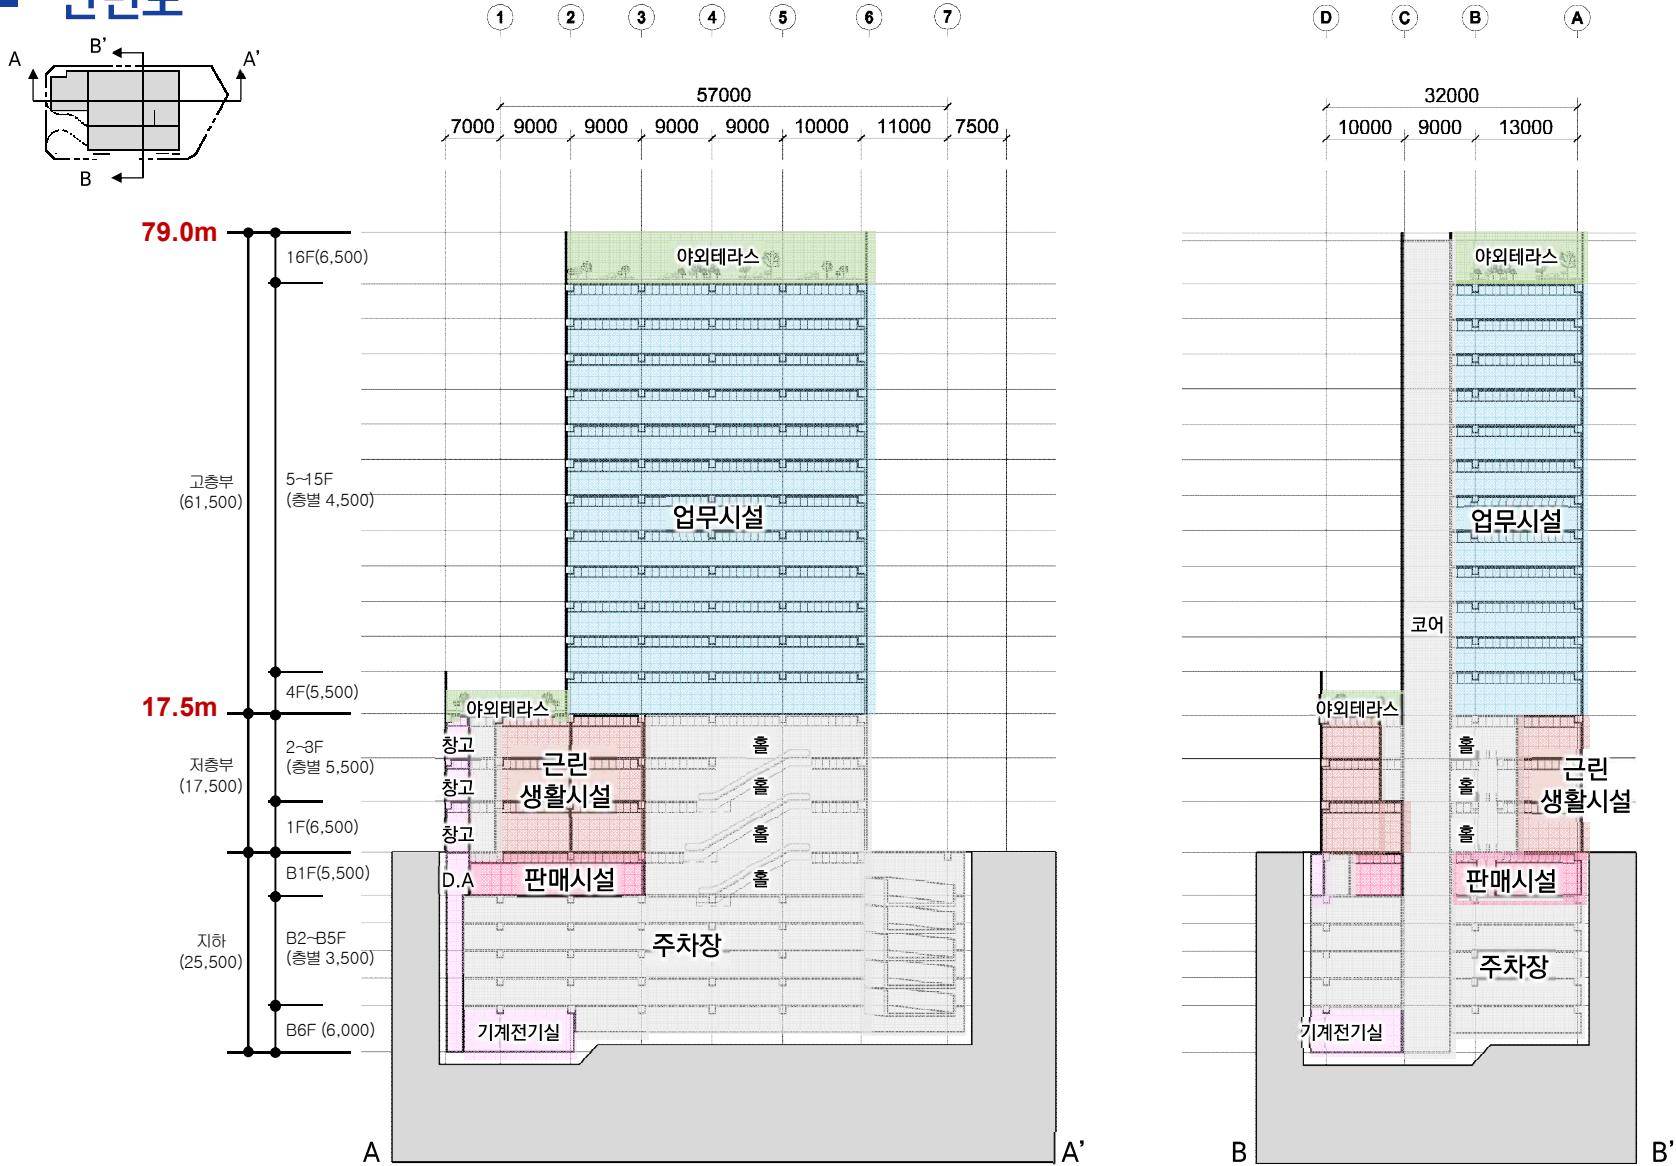 단면도
1 2 3 4 5 6 7
D C B A
A B' A'
B
57000
7000 9000 9000 9000 9000 10000 11000 7500
32000
10000 9000 13000
79.0m
16F(6,500)
야외테라스
야외테라스
고층부
(61,500)
5~15F
(층별 4,500)
업무시설
업무시설
코어
4F(5,500)
17.5m
야외테라스
야외테라스
저층부
(17,500)
2~3F
(층별 5,500)
1F(6,500)
창고
창고
창고
근린
생활시설
홀
홀
홀
홀
홀
홀
홀
근린
생활시설
B1F(5,500)
D.A
판매시설
판매시설
지하
(25,500)
B2~B5F
(층별 3,500)
주차장
주차장
B6F (6,000)
기계전기실
기계전기실
A A'
B B'